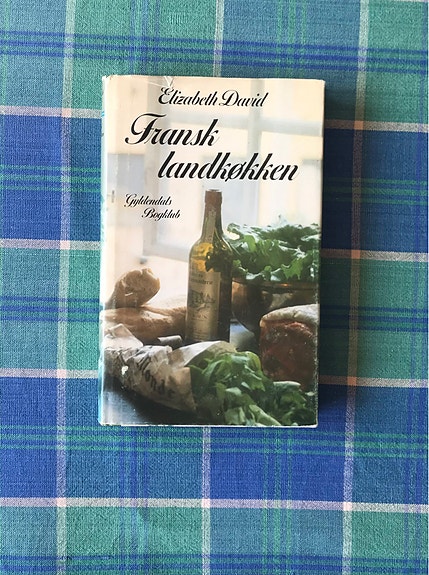 Elizabeth David
Fransk
landkøkken
Gyldendals
Bogklub